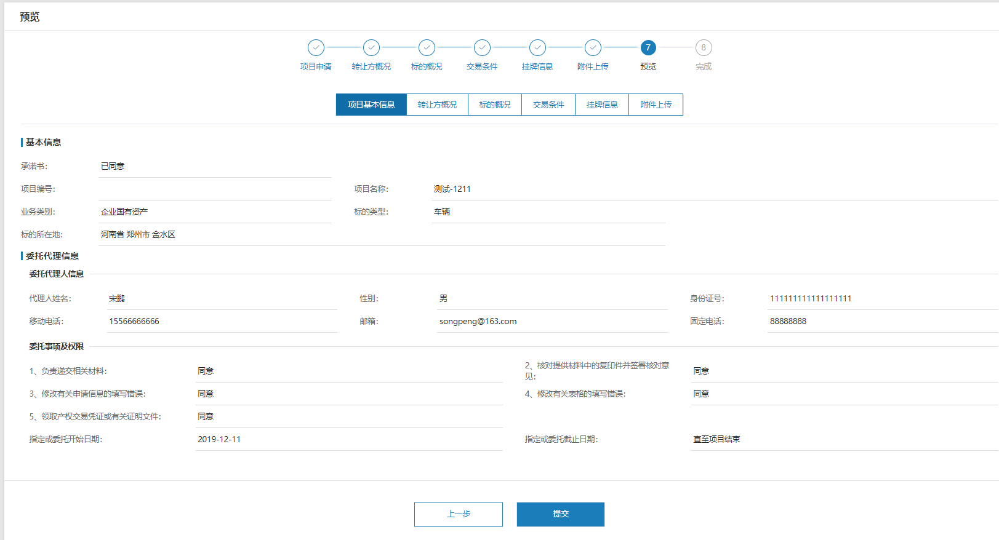 预览
7 8
项目申请 转让方概况 标的概况 交易条件 挂牌信息 附件上传 预览 完成
项目基本信息 转让方概况 标的概况 交易条件 挂牌信息 附件上传
基本信息
承诺书: 已同意
项目编号: 项目名称: 测试-1211
业务类别: 企业国有资产 标的类型: 车辆
标的所在地: 河南省 郑州市 金水区
委托代理信息
委托代理人信息
代理人姓名: 宋鹏 性别: 男 身份证号: 111111111111111111
移动电话: 15566666666 邮箱: songpeng@163.com 固定电话: 88888888
委托事项及权限
1、负责递交相关材料: 同意 2、核对提供材料中的复印件并签署核对意
见: 同意
3、修改有关申请信息的填写错误: 同意 4、修改有关表格的填写错误: 同意
5、领取产权交易凭证或有关证明文件: 同意
指定或委托开始日期: 2019-12-11 指定或委托截止日期: 直至项目结束
上一步 提交